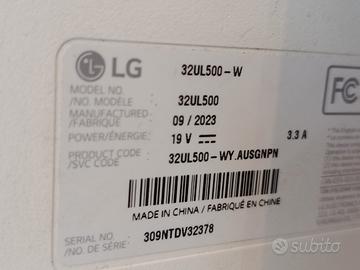 LG 32UL500-W
MODEL NO.
NO. MODÈLE 32UL500
MANUFACTURED
FABRIQUÉ 09 / 2023
POWER/ÉNERGIE: 19 V 3.3 A
PRODUCT CODE
SVC CODE 32UL500-WY.AUSGNPN
MADE IN CHINA / FABRIQUÉ EN CHINE
SERIAL NO.
NO. DE SÉRIE: 309NTDV32378
FC
subito